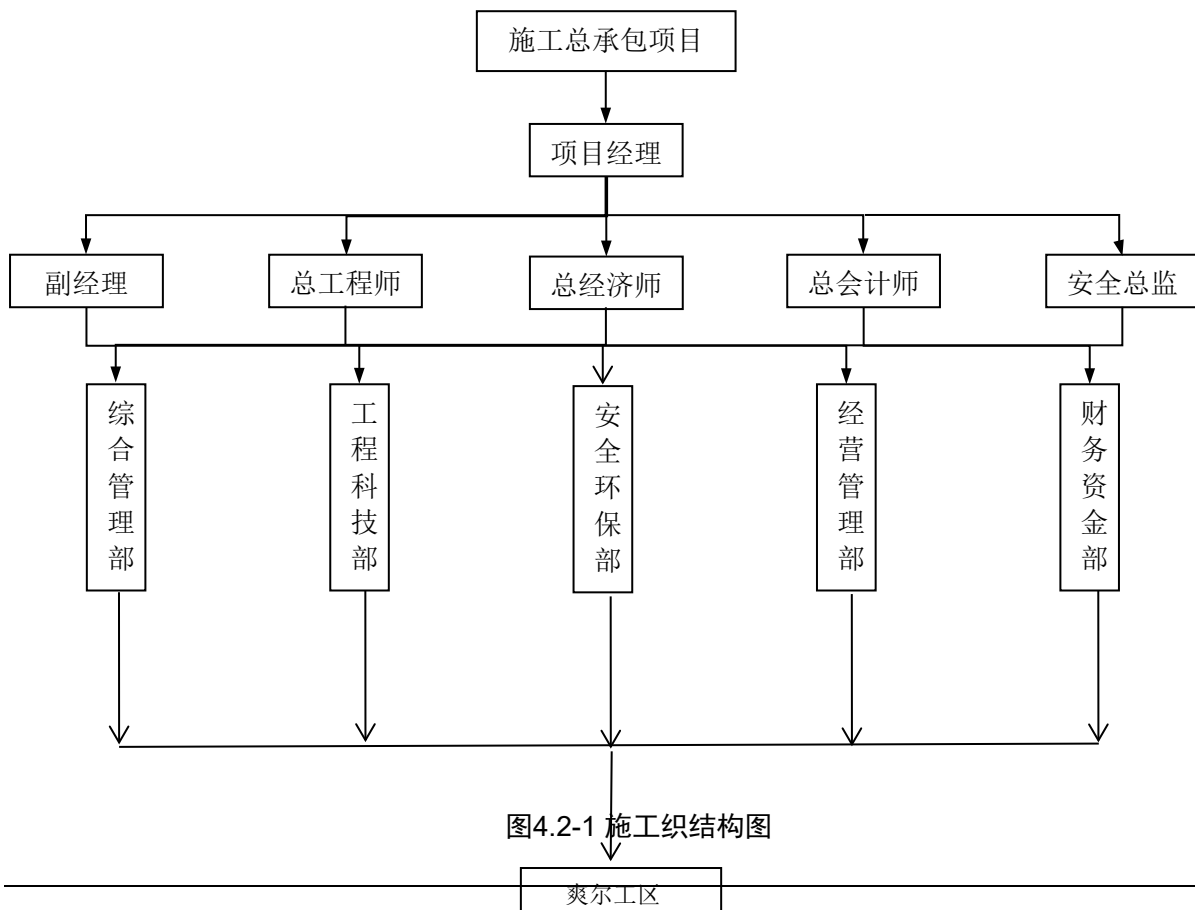 施工总承包项目
项目经理
副经理
总工程师
总经济师
总会计师
安全总监
综合管理部
工程科技部
安全环保部
经营管理部
财务资金部
图4.2-1 施工织结构图
爽尔工区